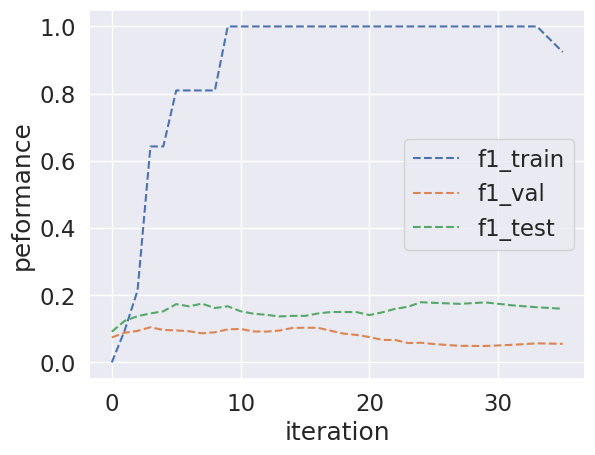 1.0
0.8
0.6
0.4
0.2
0.0
peformance
f1_train
f1_val
f1_test
0 10 20 30
iteration